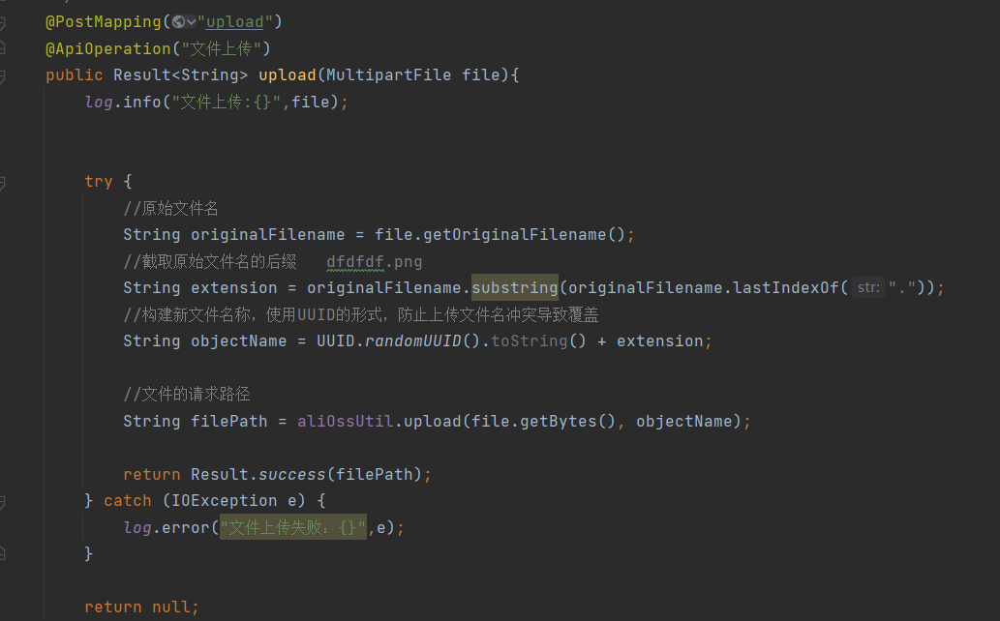 @PostMapping("upload")
@ApiOperation("文件上传")
public Result<String> upload(MultipartFile file){
log.info("文件上传:{}",file);
try {
//原始文件名
String originalFilename = file.getOriginalFilename();
//截取原始文件名的后缀   dfdfdf.png
String extension = originalFilename.substring(originalFilename.lastIndexOf( str: "."));
//构建新文件名称，使用UUID的形式，防止上传文件名冲突导致覆盖
String objectName = UUID.randomUUID().toString() + extension;
//文件的请求路径
String filePath = aliOssUtil.upload(file.getBytes(), objectName);
return Result.success(filePath);
} catch (IOException e) {
log.error("文件上传失败：{}",e);
}
return null;